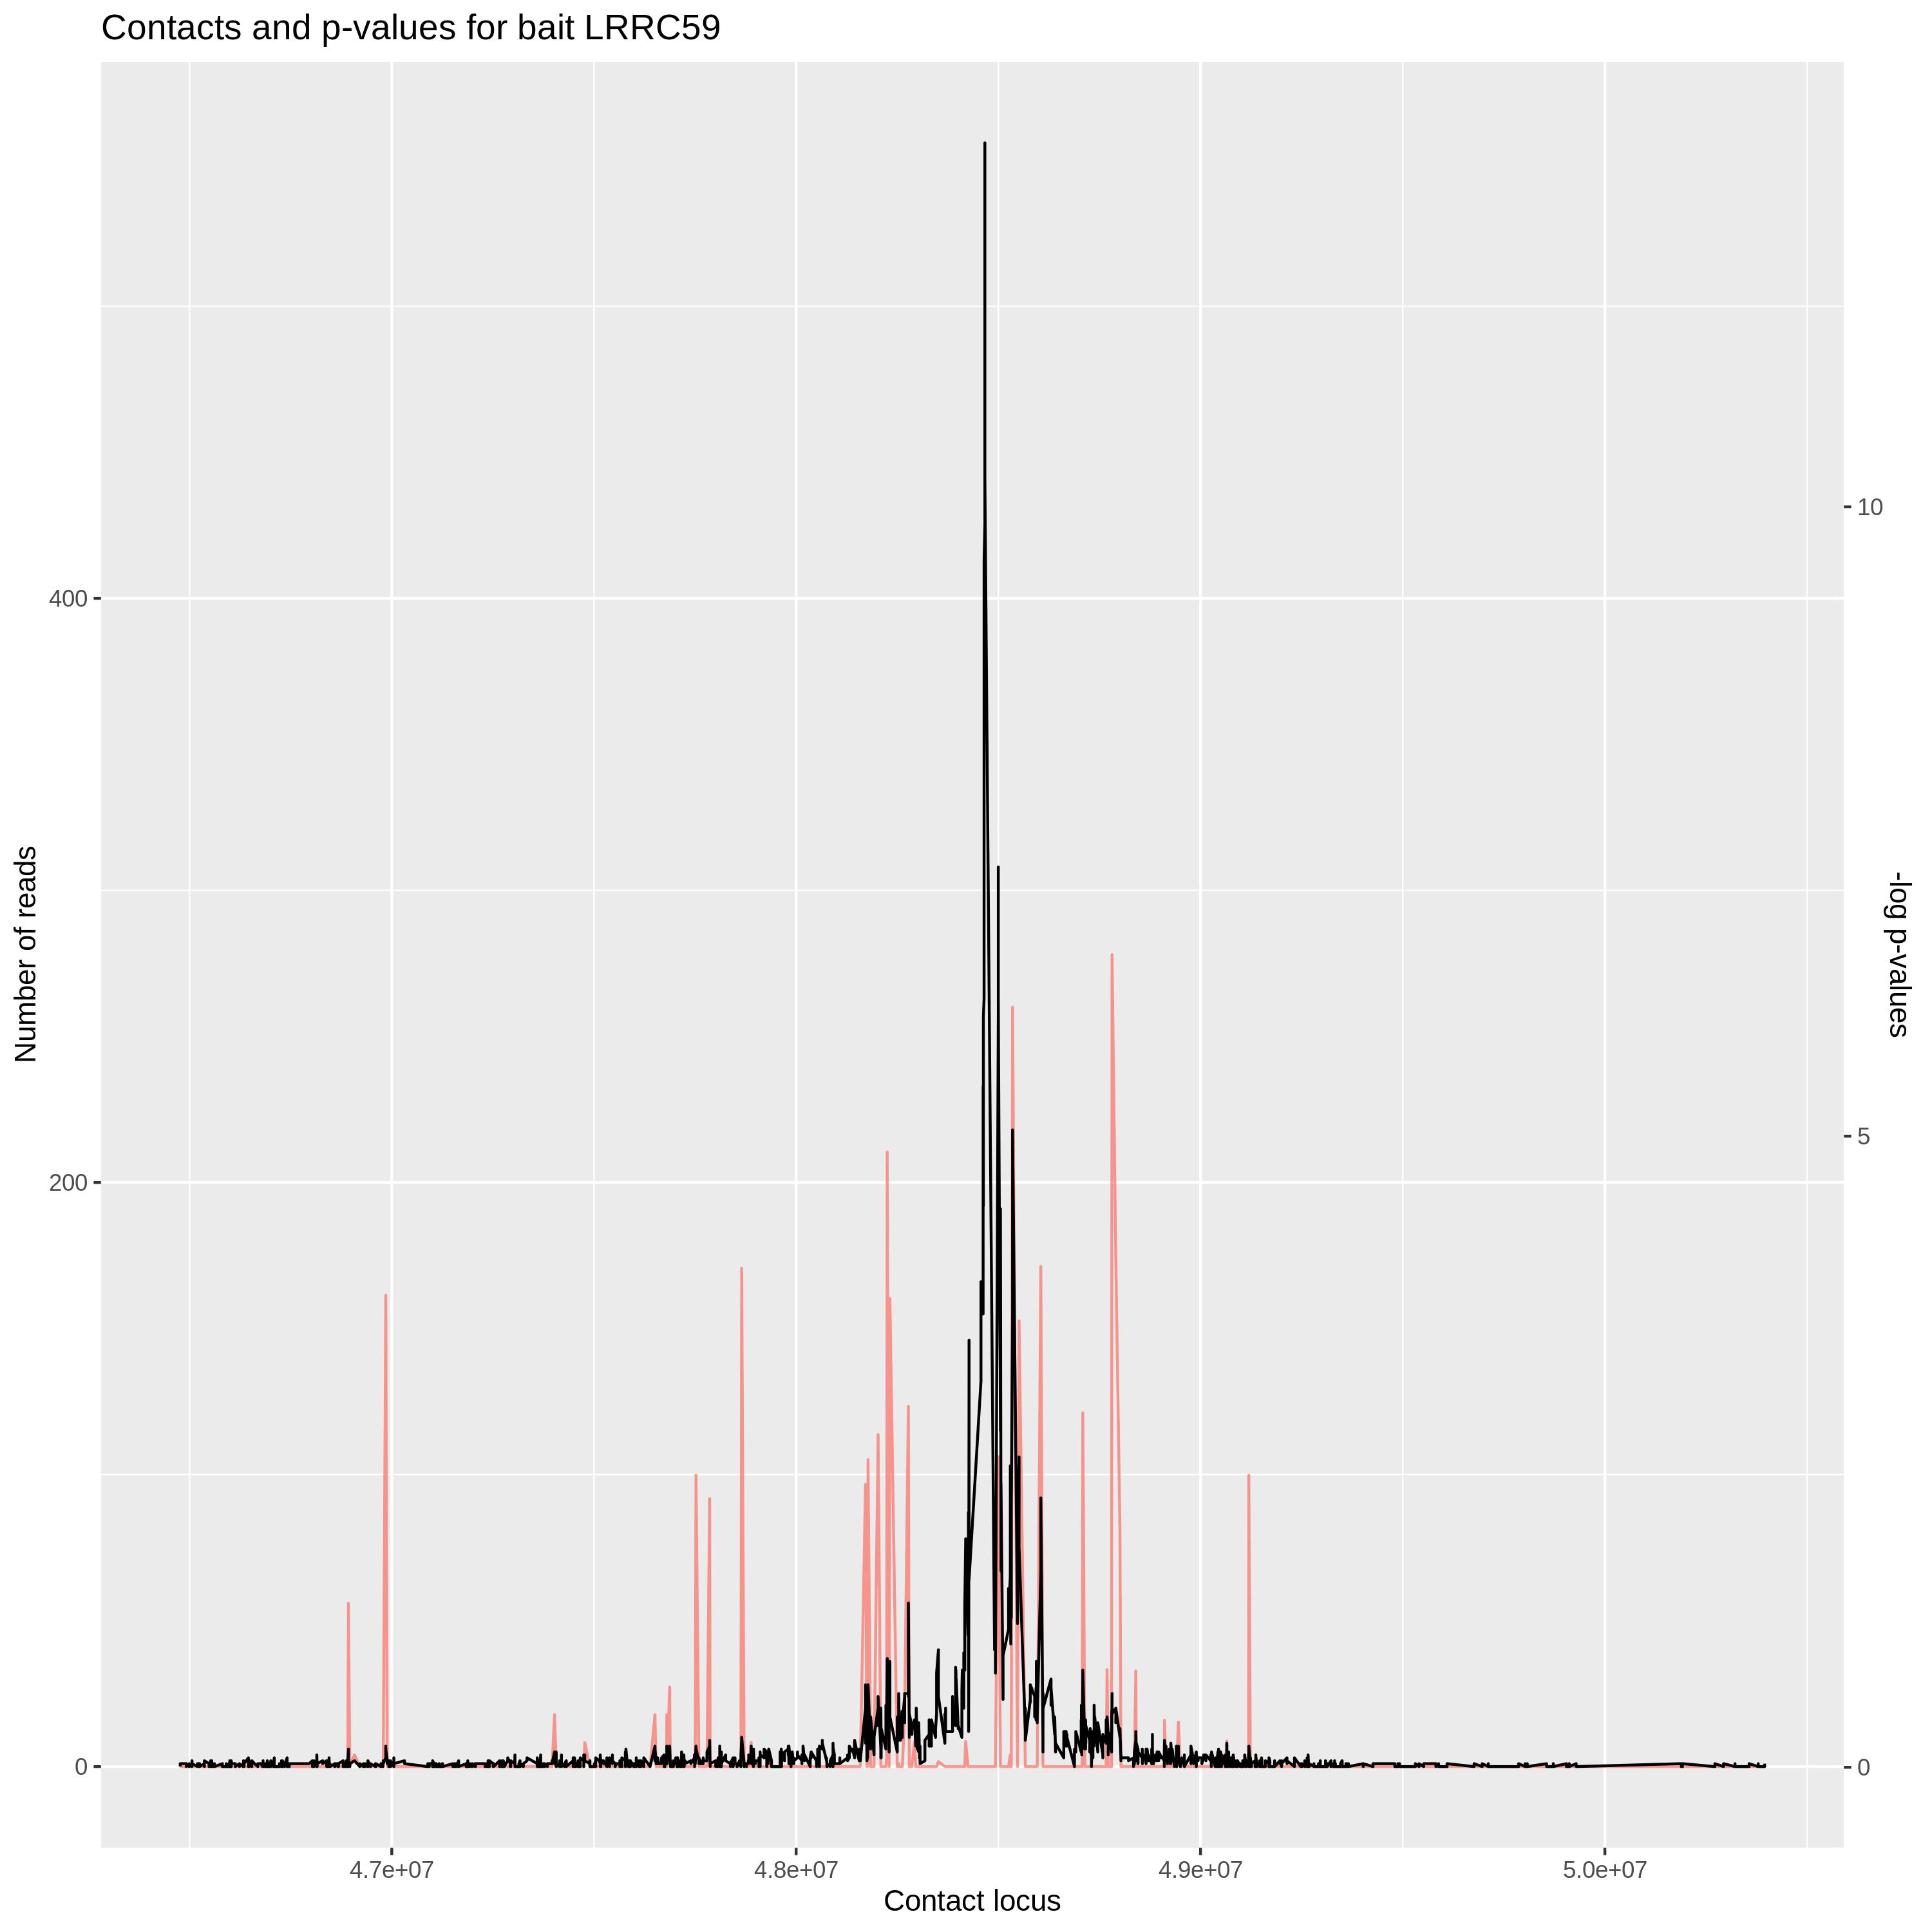 Contacts and p-values for bait LRRC59
Number of reads
400
200
0
10
5
0
-log p-values
4.7e+07
4.8e+07
4.9e+07
5.0e+07
Contact locus